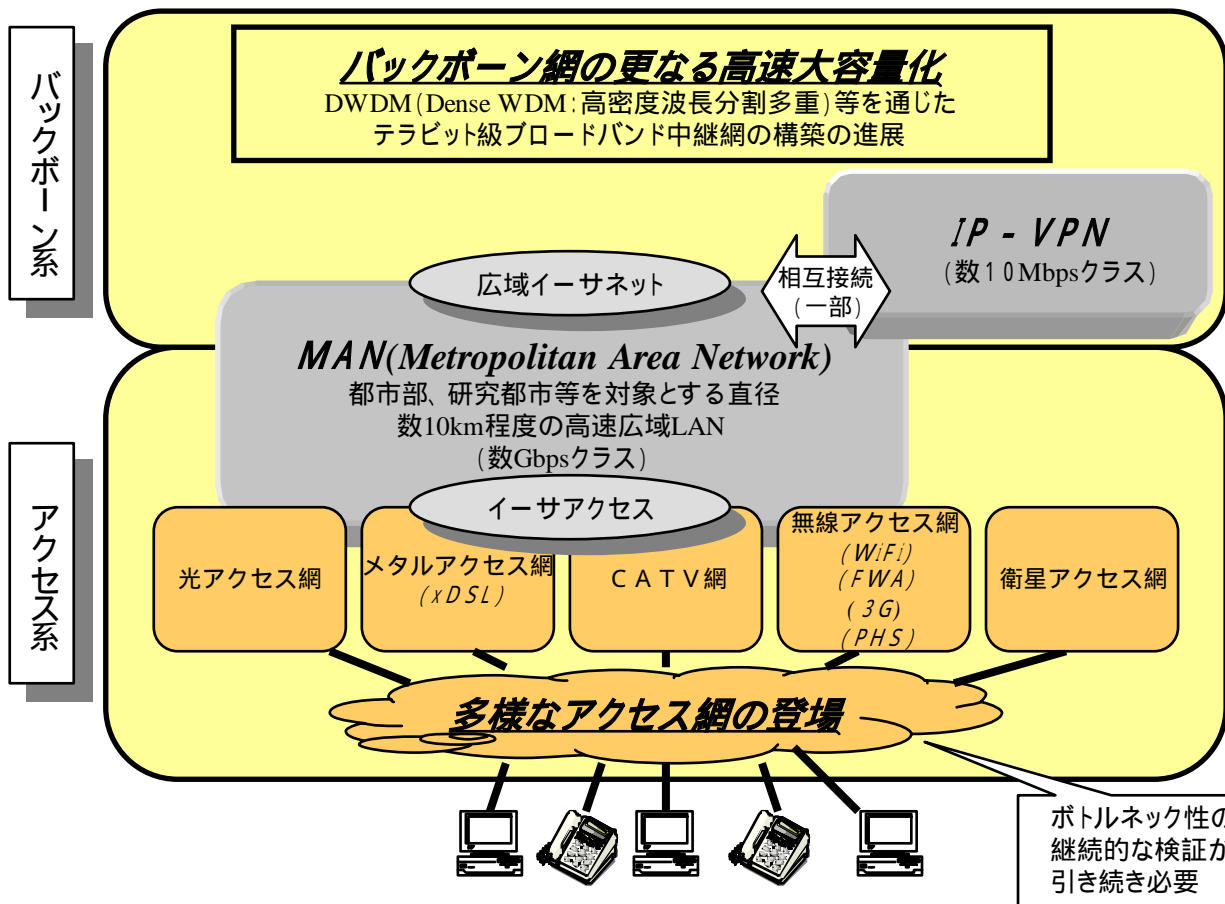 バックボーン系
バックボーン網の更なる高速大容量化
DWDM(Dense WDM:高密度波長分割多重)等を通じた
テラビット級ブロードバンド中継網の構築の進展
IP-VPN
(数10Mbpsクラス)
相互接続
(一部)
広域イーサネット
MAN(Metropolitan Area Network)
都市部、研究都市等を対象とする直径
数10km程度の高速広域LAN
(数Gbpsクラス)
イーサアクセス
アクセス系
光アクセス網
メタルアクセス網
(xDSL)
CATV網
無線アクセス網
(WiFi)
(FWA)
(3G)
(PHS)
衛星アクセス網
多様なアクセス網の登場
ボトルネック性の
継続的な検証が
引き続き必要